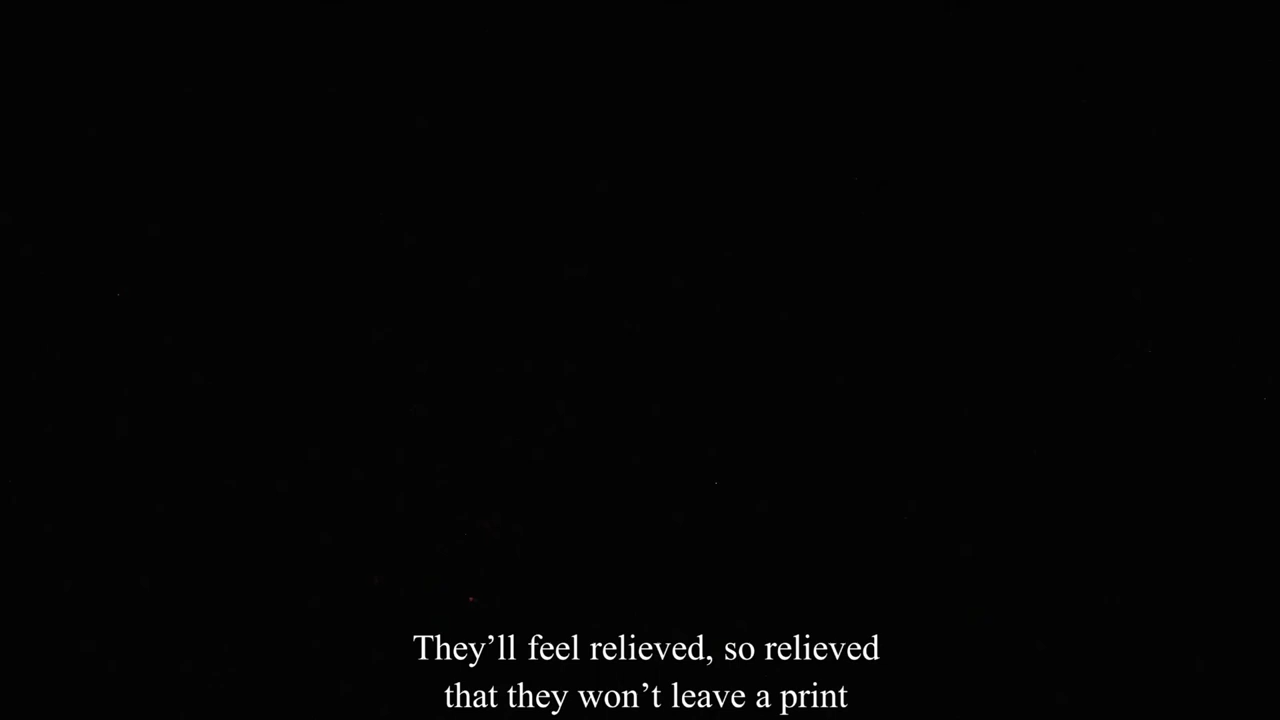 They’ll feel relieved, so relieved
that they won’t leave a print